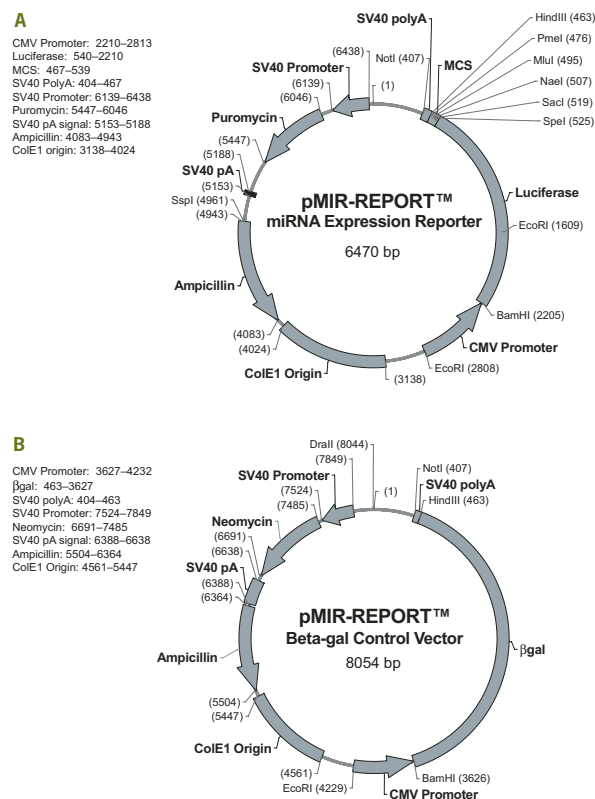 A
CMV Promoter: 2210–2813
Luciferase: 540–2210
MCS: 467–539
SV40 PolyA: 404–467
SV40 Promoter: 6139–6438
Puromycin: 5447–6046
SV40 pA signal: 5153–5188
Ampicillin: 4083–4943
ColE1 origin: 3138–4024
SV40 polyA
HindIII (463)
PmeI (476)
MluI (495)
NaeI (507)
SacI (519)
SpeI (525)
(6438)
NotI (407)
MCS
SV40 Promoter
(6139)
(1)
(6046)
Puromycin
(5447)
(5188)
SV40 pA
(5153)
SspI (4961)
(4943)
pMIR-REPORT™
miRNA Expression Reporter
6470 bp
Luciferase
EcoRI (1609)
Ampicillin
BamHI (2205)
(4083)
(4024)
CMV Promoter
ColE1 Origin
(3138)
EcoRI (2808)
B
CMV Promoter: 3627–4232
βgal: 463–3627
SV40 polyA: 404–463
SV40 Promoter: 7524–7849
Neomycin: 6691–7485
SV40 pA signal: 6388–6638
Ampicillin: 5504–6364
ColE1 Origin: 4561–5447
DraII (8044)
(7849)
SV40 Promoter
(7524)
(7485)
(1)
NotI (407)
SV40 polyA
HindIII (463)
Neomycin
(6691)
(6638)
SV40 pA
(6388)
(6364)
pMIR-REPORT™
Beta-gal Control Vector
8054 bp
βgal
Ampicillin
(5504)
(5447)
ColE1 Origin
(4561)
EcoRI (4229)
BamHI (3626)
CMV Promoter